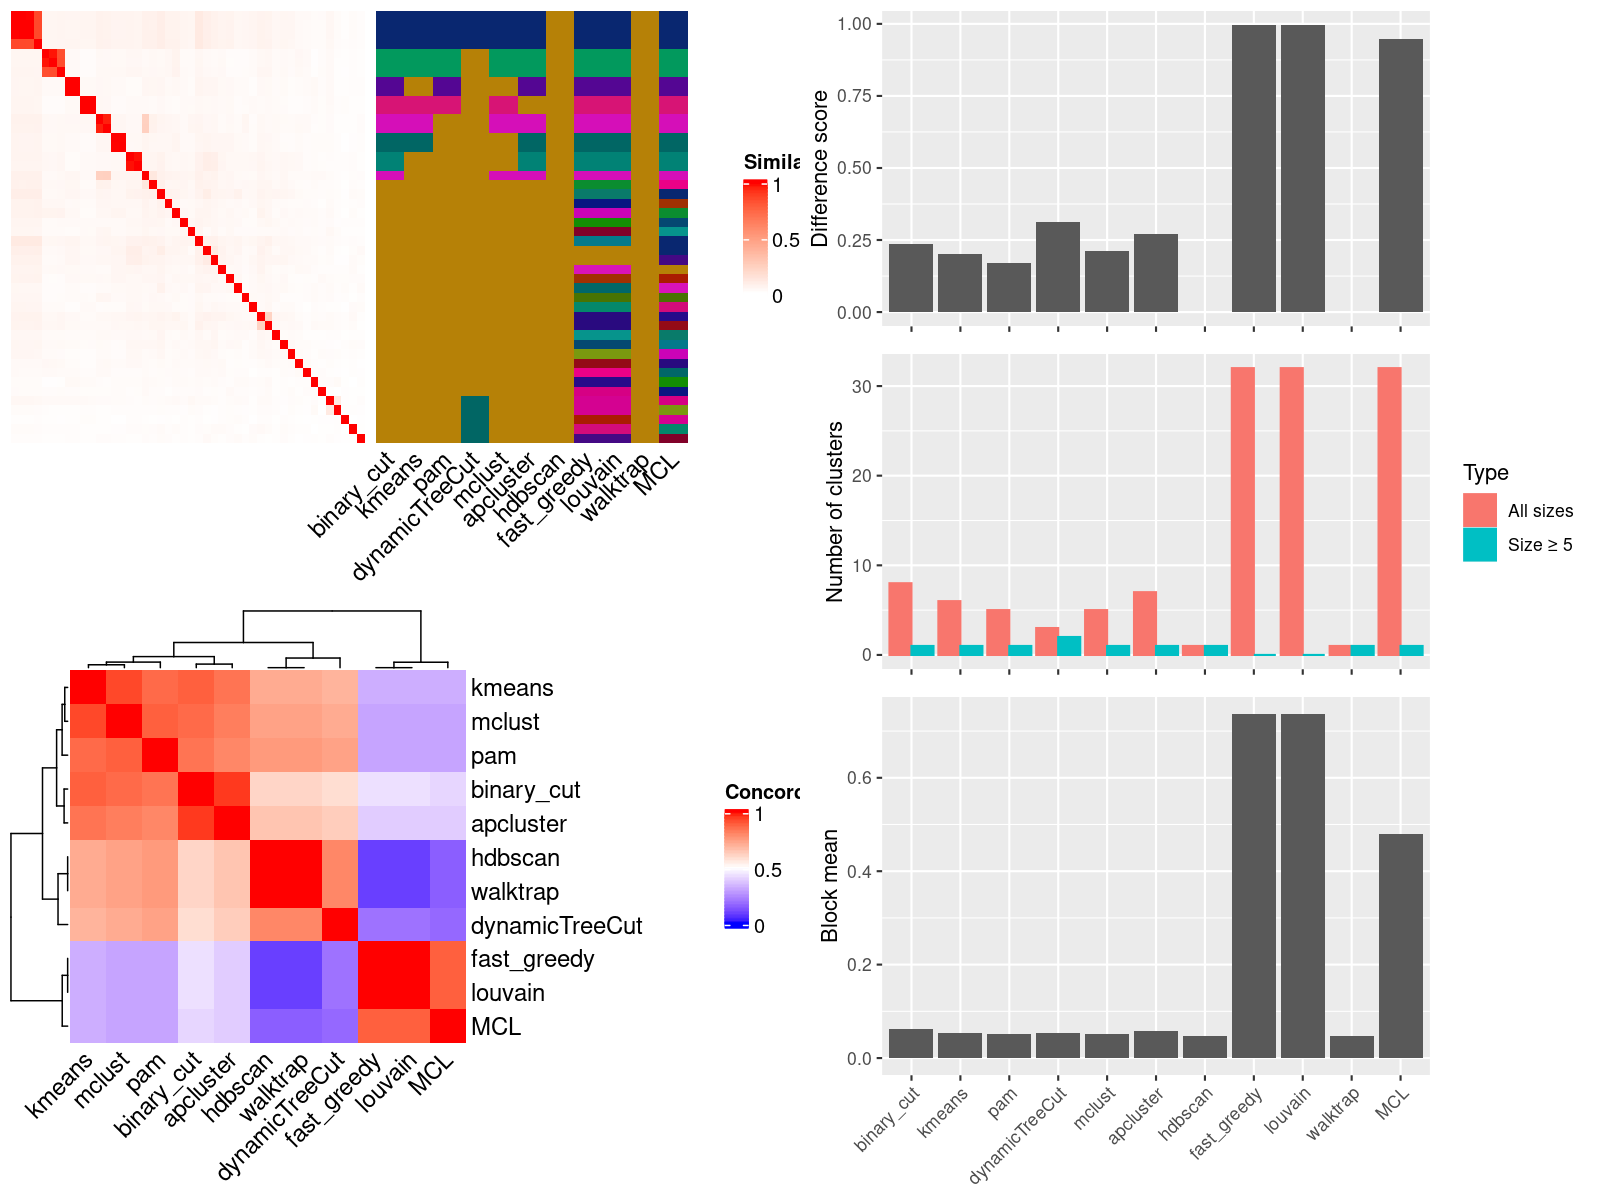 Simila
1
0.5
0
binary_cut
kmeans
pam
dynamicTreeCut
mclust
apcluster
hdbscan
fast_greedy
louvain
walktrap
MCL
kmeans
mclust
pam
binary_cut
apcluster
hdbscan
walktrap
dynamicTreeCut
fast_greedy
louvain
MCL
kmeans
mclust
pam
binary_cut
apcluster
hdbscan
walktrap
dynamicTreeCut
fast_greedy
louvain
MCL
Concord
1
0.5
0
Difference score
1.00
0.75
0.50
0.25
0.00
Number of clusters
30
20
10
0
Type
All sizes
Size ≥ 5
Block mean
0.6
0.4
0.2
0.0
binary_cut
kmeans
pam
dynamicTreeCut
mclust
apcluster
hdbscan
fast_greedy
louvain
walktrap
MCL